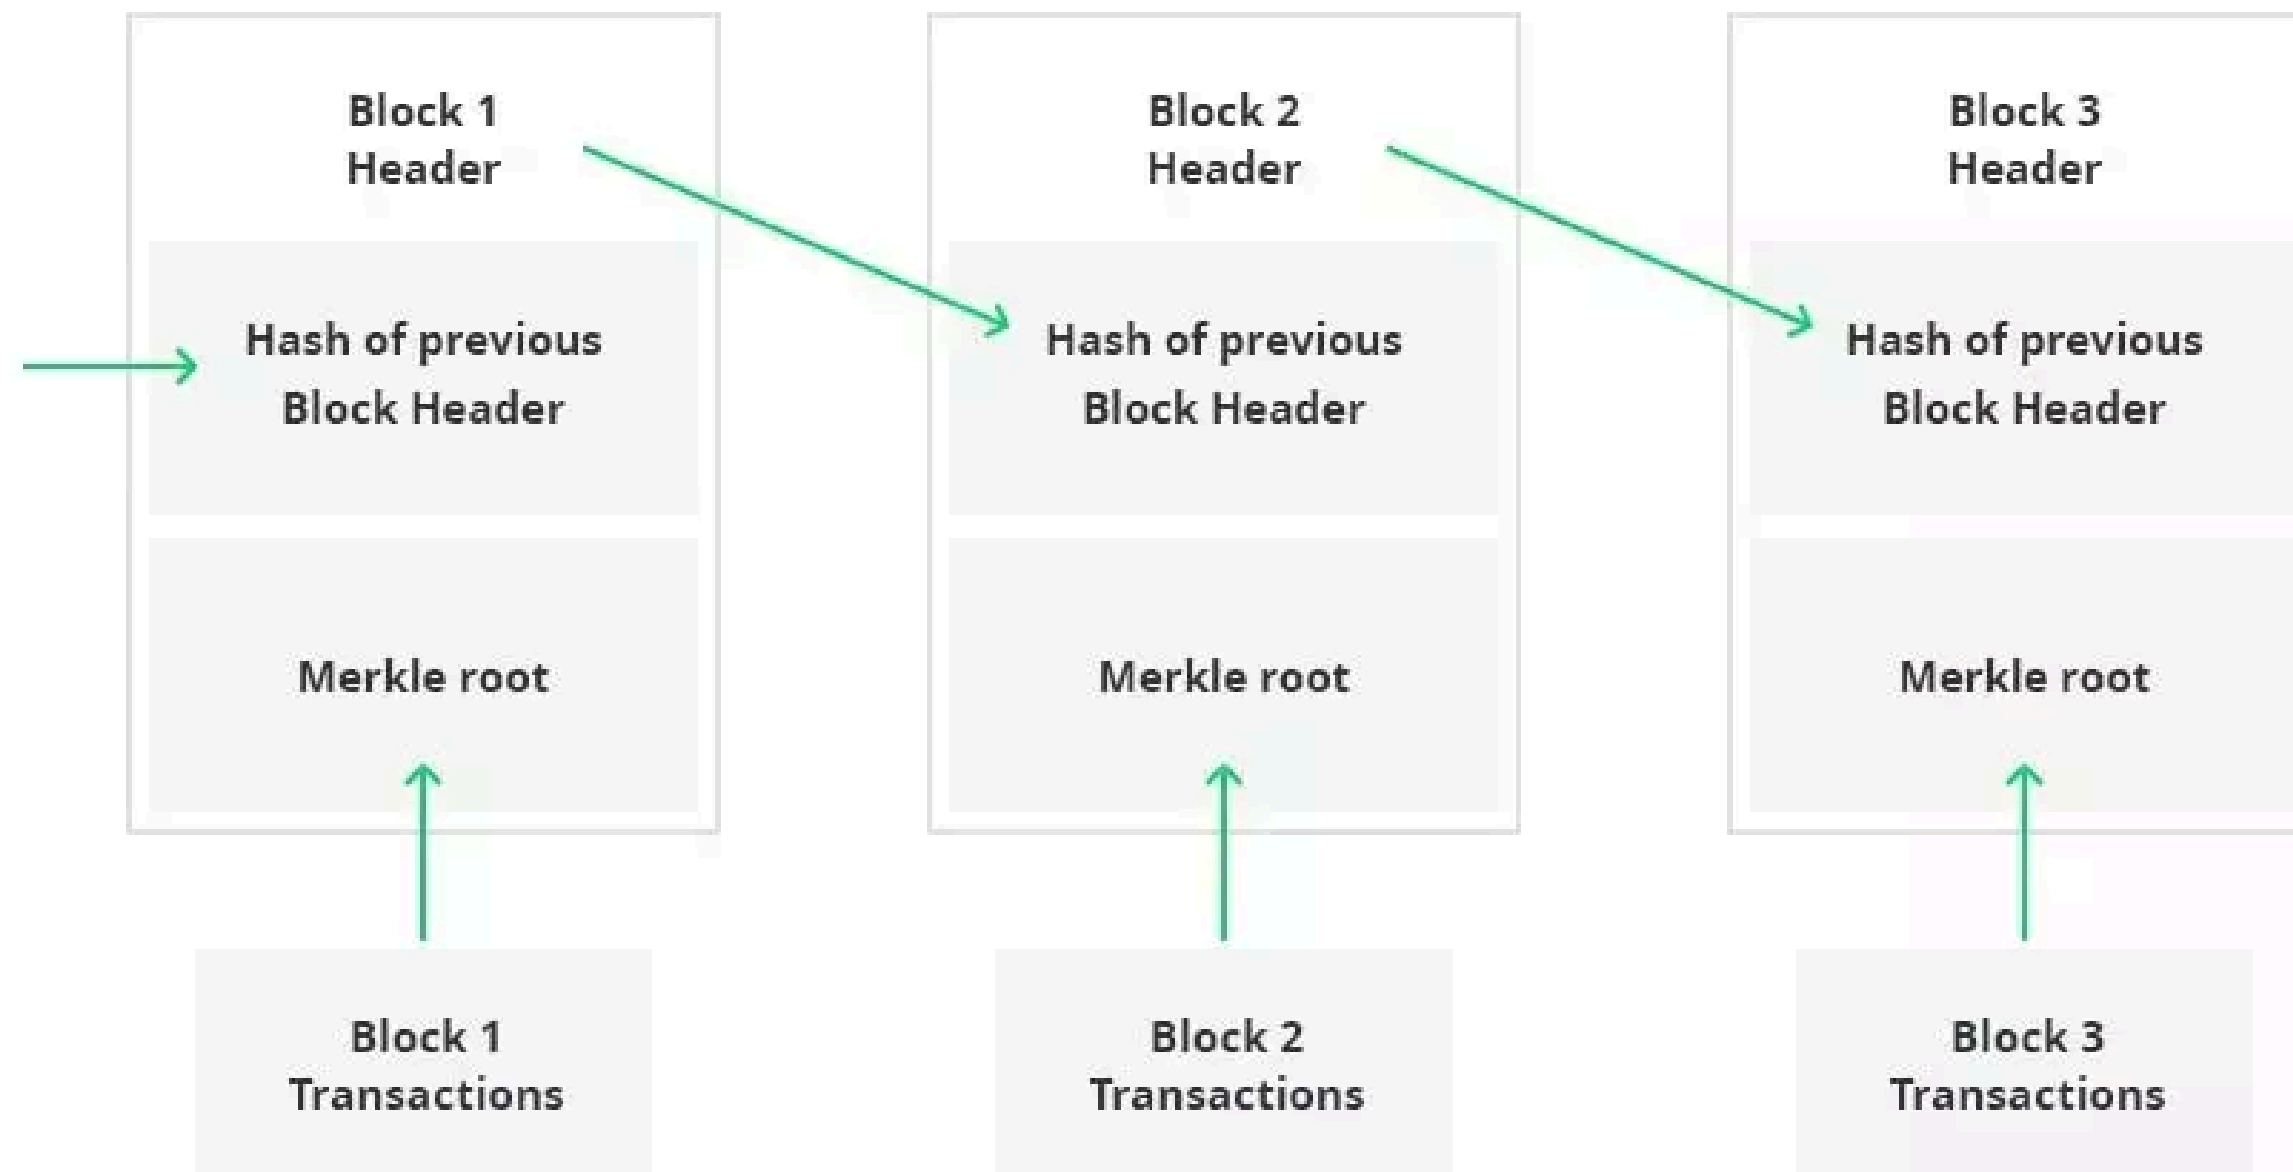 Block 1
Header
Hash of previous
Block Header
Merkle root
Block 1
Transactions
Block 2
Header
Hash of previous
Block Header
Merkle root
Block 2
Transactions
Block 3
Header
Hash of previous
Block Header
Merkle root
Block 3
Transactions